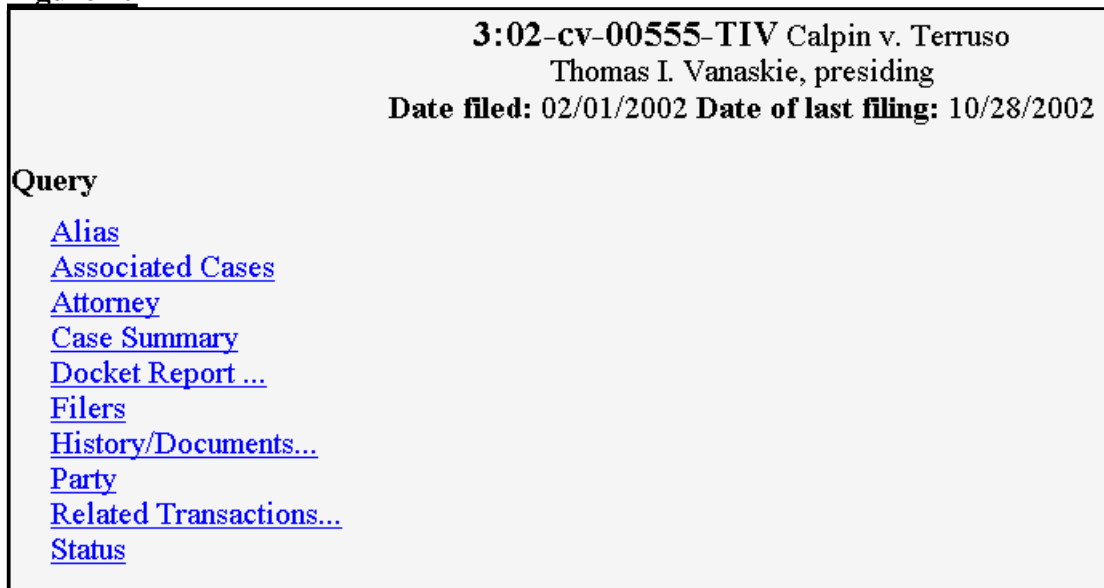 3:02-cv-00555-TIV Calpin v. Terruso
Thomas I. Vanaskie, presiding
Date filed: 02/01/2002 Date of last filing: 10/28/2002
Query
Alias
Associated Cases
Attorney
Case Summary
Docket Report ...
Filers
History/Documents...
Party
Related Transactions...
Status